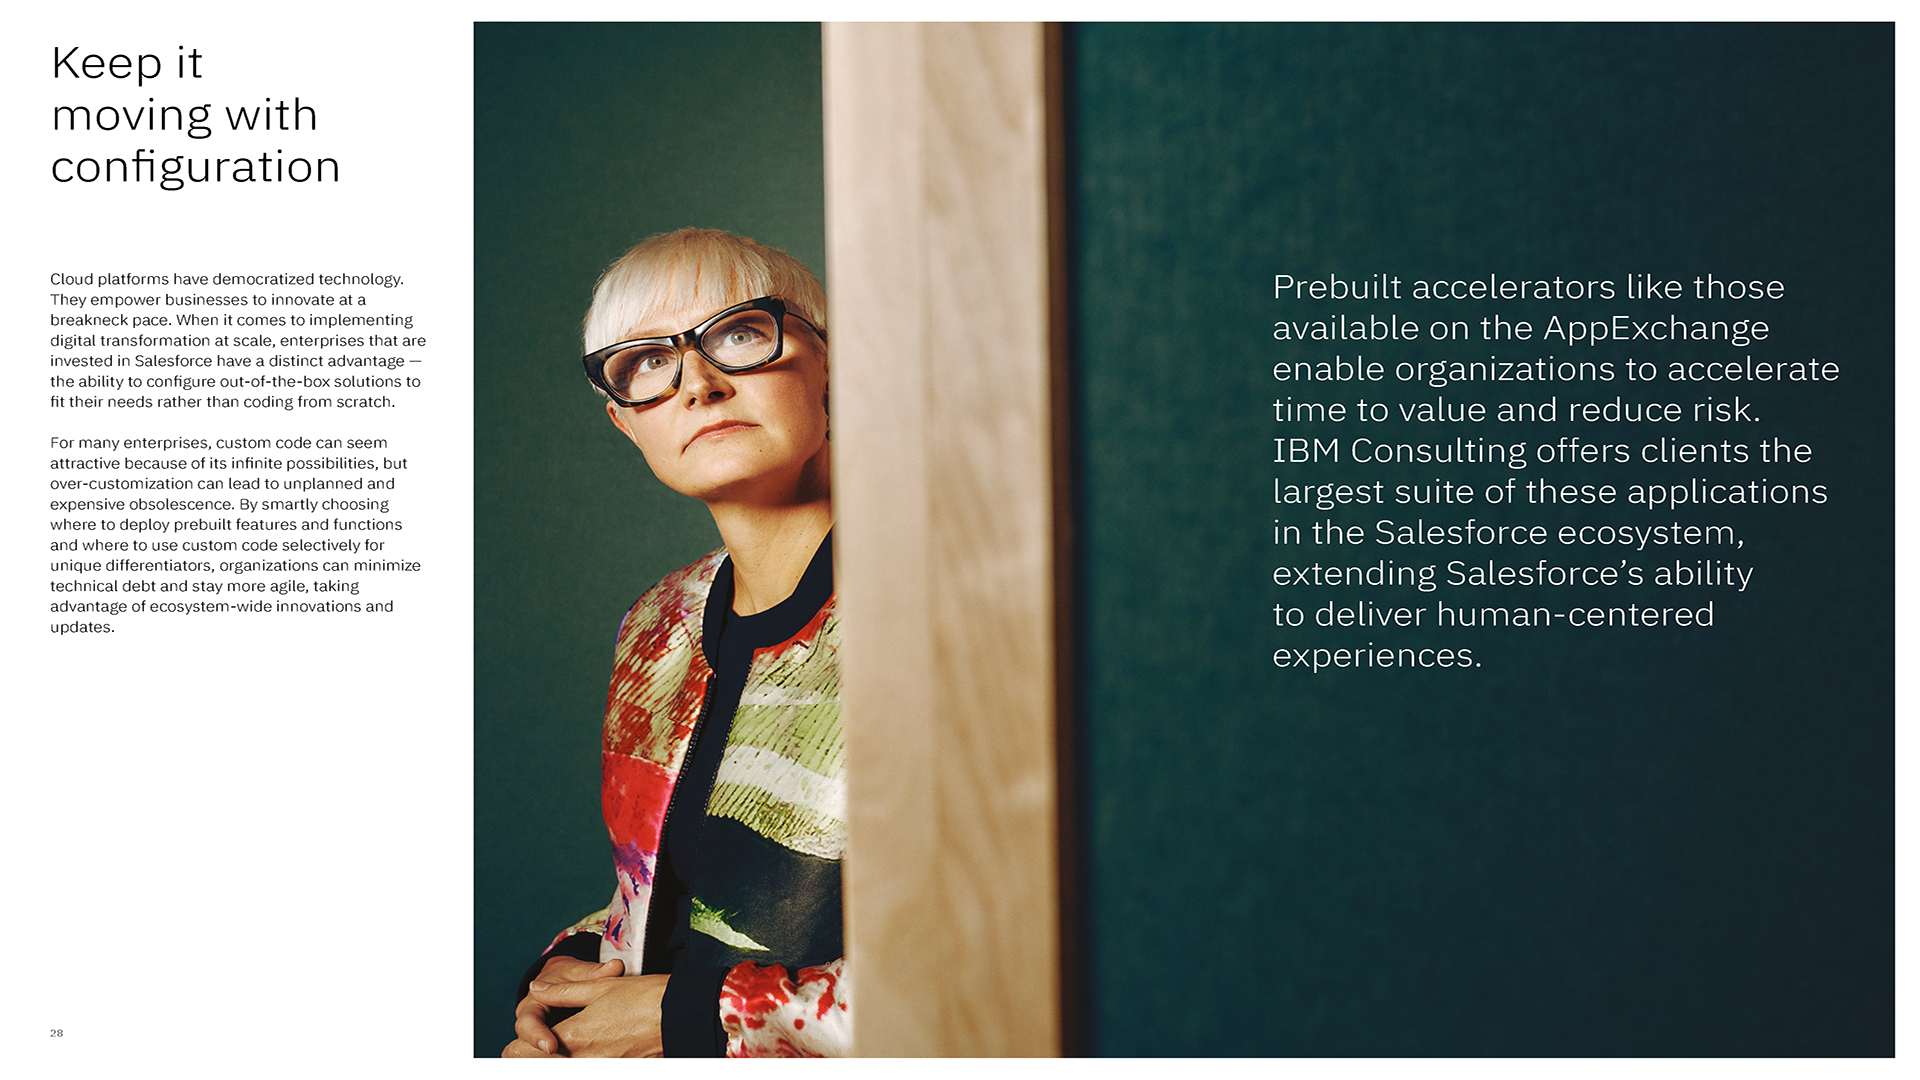 Keep it
moving with
configuration
Cloud platforms have democratized technology.
They empower businesses to innovate at a
breakneck pace. When it comes to implementing
digital transformation at scale, enterprises that are
invested in Salesforce have a distinct advantage —
the ability to configure out-of-the-box solutions to
fit their needs rather than coding from scratch.
For many enterprises, custom code can seem
attractive because of its infinite possibilities, but
over-customization can lead to unplanned and
expensive obsolescence. By smartly choosing
where to deploy prebuilt features and functions
and where to use custom code selectively for
unique differentiators, organizations can minimize
technical debt and stay more agile, taking
advantage of ecosystem-wide innovations and
updates.
Prebuilt accelerators like those
available on the AppExchange
enable organizations to accelerate
time to value and reduce risk.
IBM Consulting offers clients the
largest suite of these applications
in the Salesforce ecosystem,
extending Salesforce’s ability
to deliver human-centered
experiences.
28